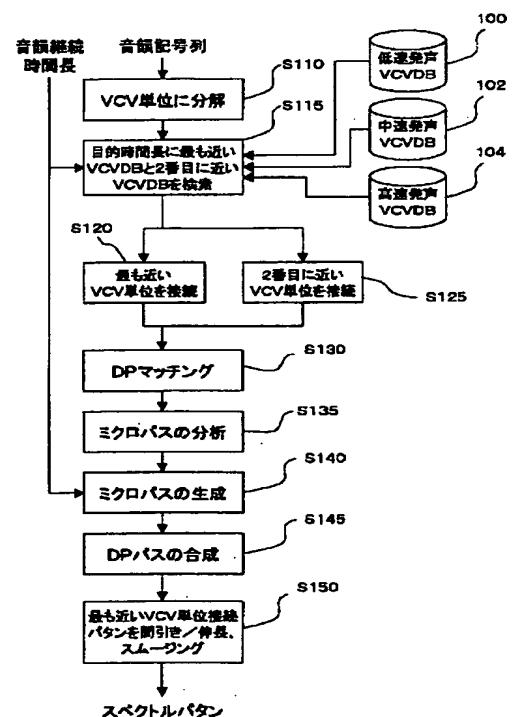 音韻継続
時間長
音韻記号列
100
低速発声
VCVDB
S110
VCV単位に分解
102
中速発声
VCVDB
S115
目的時間長に最も近い
VCVDBと2番目に近い
VCVDBを検索
104
高速発声
VCVDB
S120
最も近い
VCV単位を接続
2番目に近い
VCV単位を接続
S125
S130
DPマッチング
S135
ミクロパスの分析
S140
ミクロパスの生成
S145
DPパスの合成
S150
最も近いVCV単位接続
パタンを間引き/伸長、
スムージング
スペクトルパタン